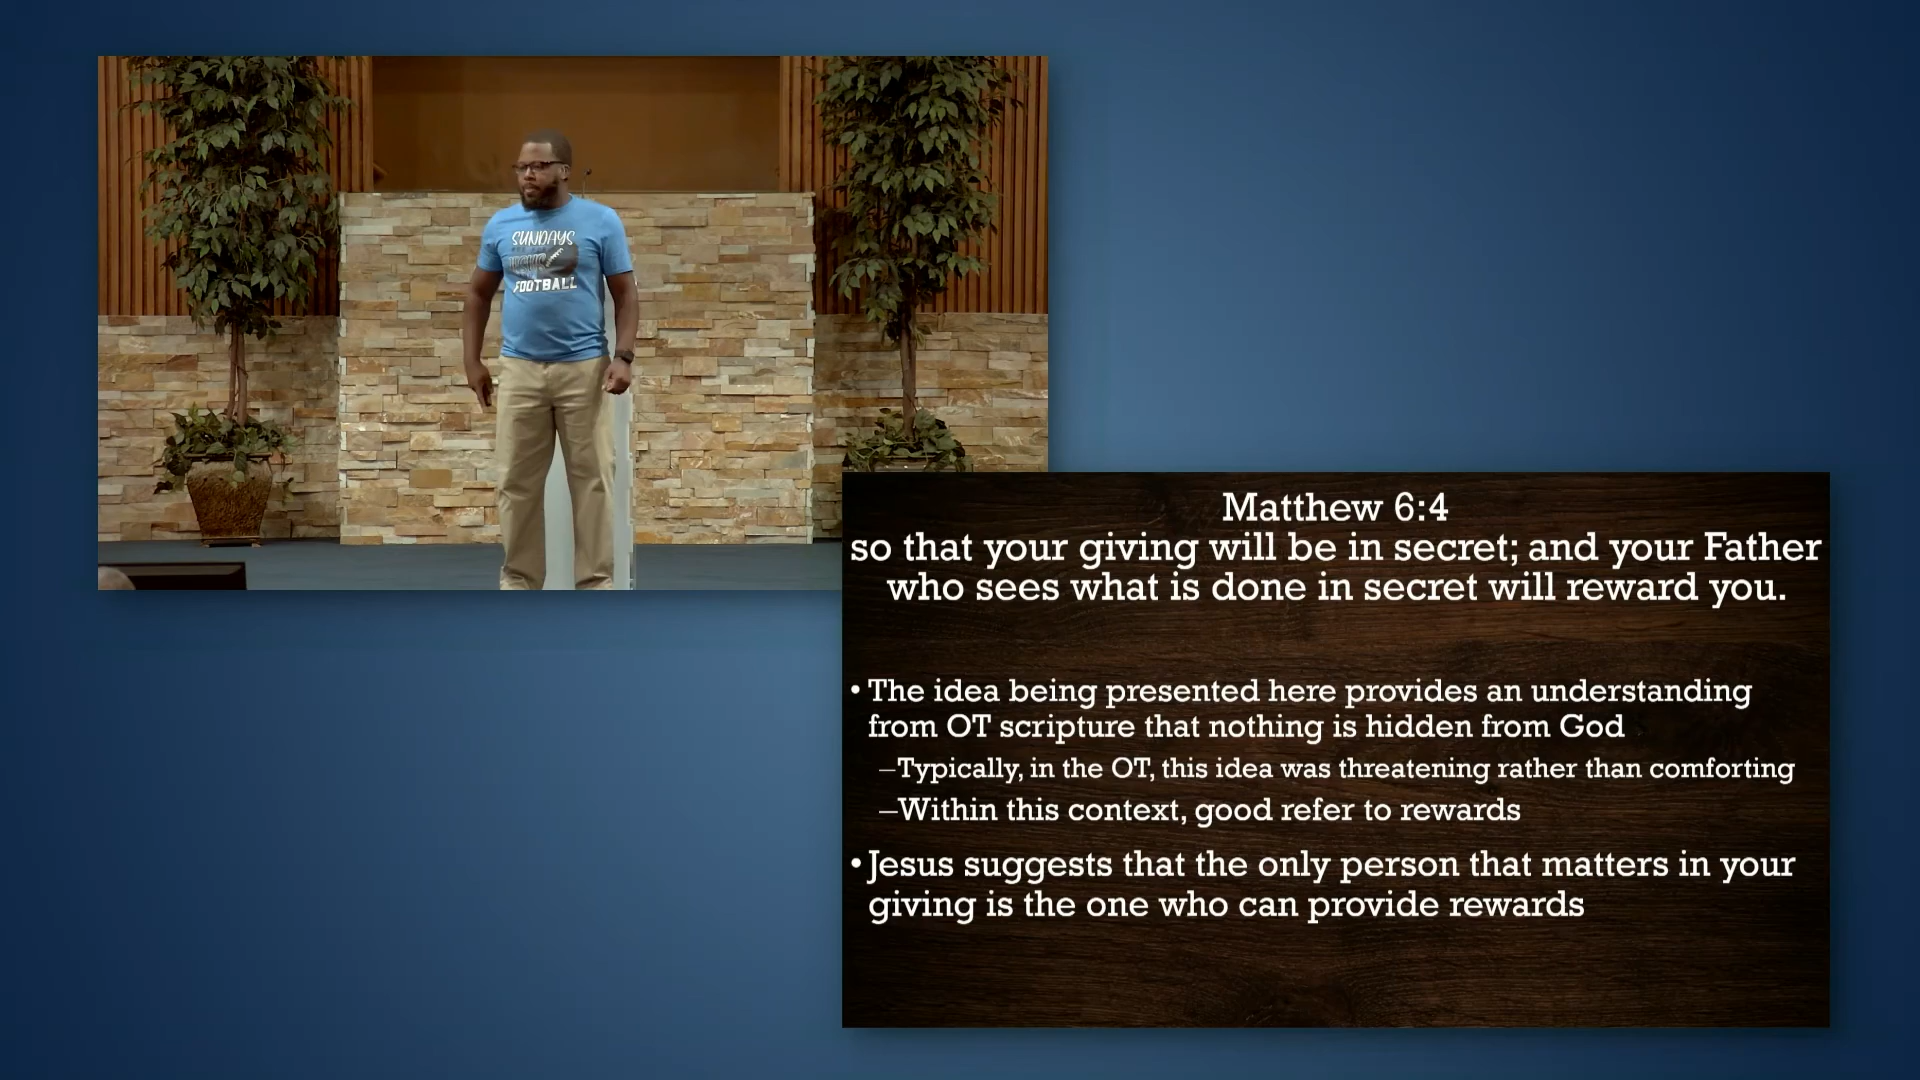 SUNDAYS
FOOTBALL
Matthew 6:4
so that your giving will be in secret; and your Father
who sees what is done in secret will reward you.
• The idea being presented here provides an understanding
from OT scripture that nothing is hidden from God
–Typically, in the OT, this idea was threatening rather than comforting
–Within this context, good refer to rewards
• Jesus suggests that the only person that matters in your
giving is the one who can provide rewards